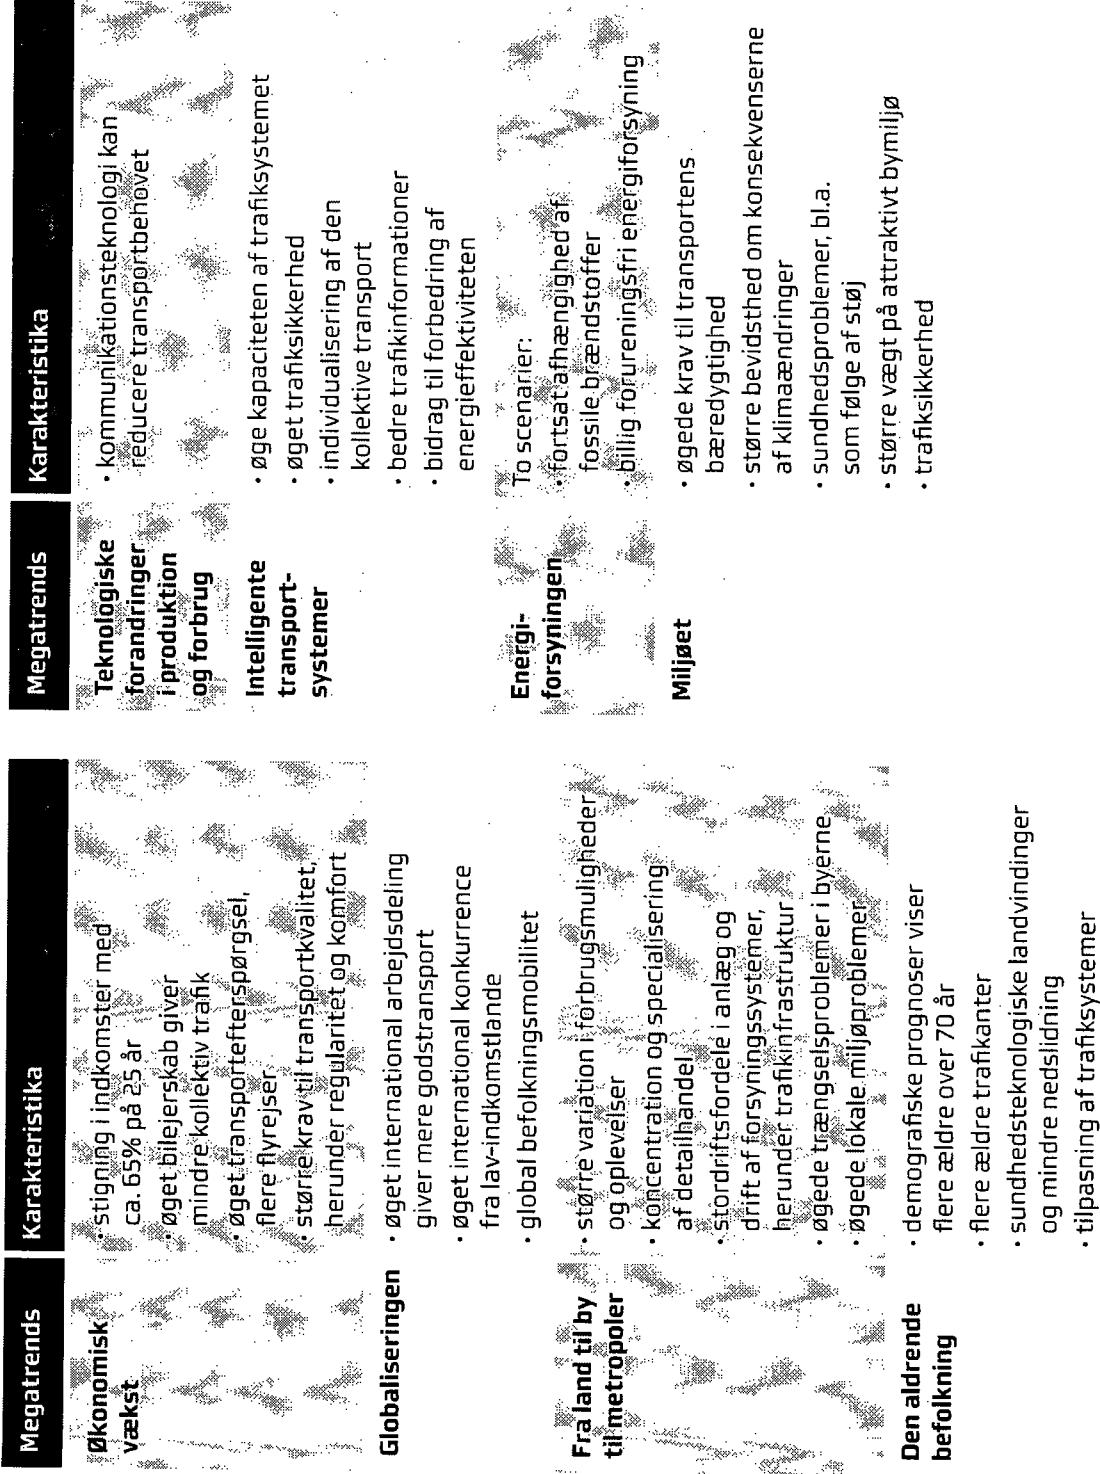 Megatrends
Karakteristika
Økonomisk
vækst
• stigning i indkomster med
ca. 65% på 25 år
• øget bilejerskab giver
mindre kollektiv trafik
• øget transportefterspørgsel,
flere flyrejser
• større krav til transportkvalitet,
herunder regularitet og komfort
Globaliseringen
• øget international arbejdsdeling
giver mere godstransport
• øget international konkurrence
fra lav-indkomstlande
• global befolkningsmobilitet
Fra land til by
til metropoler
• større variation i forbrugsmuligheder
og oplevelser
• koncentration og specialisering
af detailhandel
• stordriftsfordele i anlæg og
drift af forsyningssystemer,
herunder trafikinfrastruktur
• øgede trængselsproblemer i byerne
• øgede lokale miljøproblemer
Den aldrende
befolkning
• demografiske prognoser viser
flere ældre over 70 år
• flere ældre trafikanter
• sundhedsteknologiske landvindinger
og mindre nedslidning
• tilpasning af trafiksystemer
Megatrends
Karakteristika
Teknologiske
forandringer
i produktion
og forbrug
• kommunikationsteknologi kan
reducere transportbehovet
Intelligente
transport-
systemer
• øge kapaciteten af trafiksystemet
• øget trafiksikkerhed
• individualisering af den
kollektive transport
• bedre trafikinformationer
• bidrag til forbedring af
energieffektiviteten
Energi-
forsyningen
To scenarier:
• fortsat afhængighed af
fossile brændstoffer
• billig forureningsfri energiforsyning
Miljøet
• øgede krav til transportens
bæredygtighed
• større bevidsthed om konsekvenserne
af klimaændringer
• sundhedsproblemer, bl.a.
som følge af støj
• større vægt på attraktivt bymiljø
• trafiksikkerhed